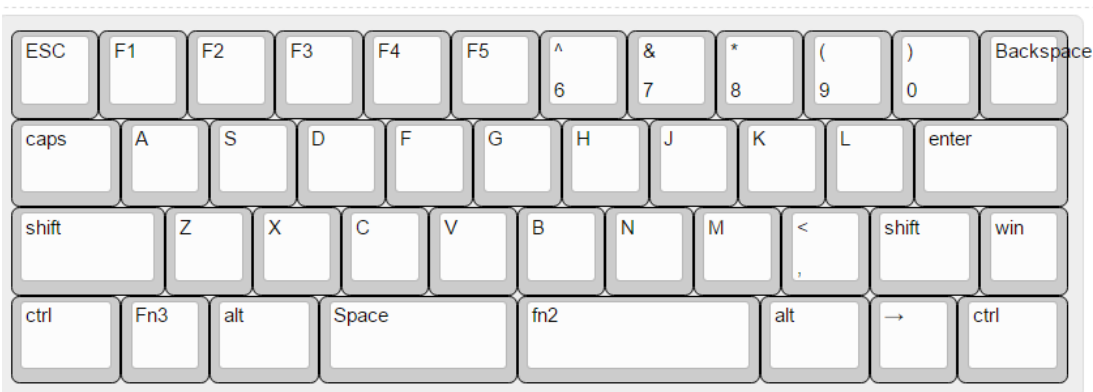 ESC F1 F2 F3 F4 F5 ^ & * ( ) Backspace
6 7 8 9 0
caps A S D F G H J K L enter
shift Z X C V B N M < shift win
,
ctrl Fn3 alt Space fn2 alt → ctrl